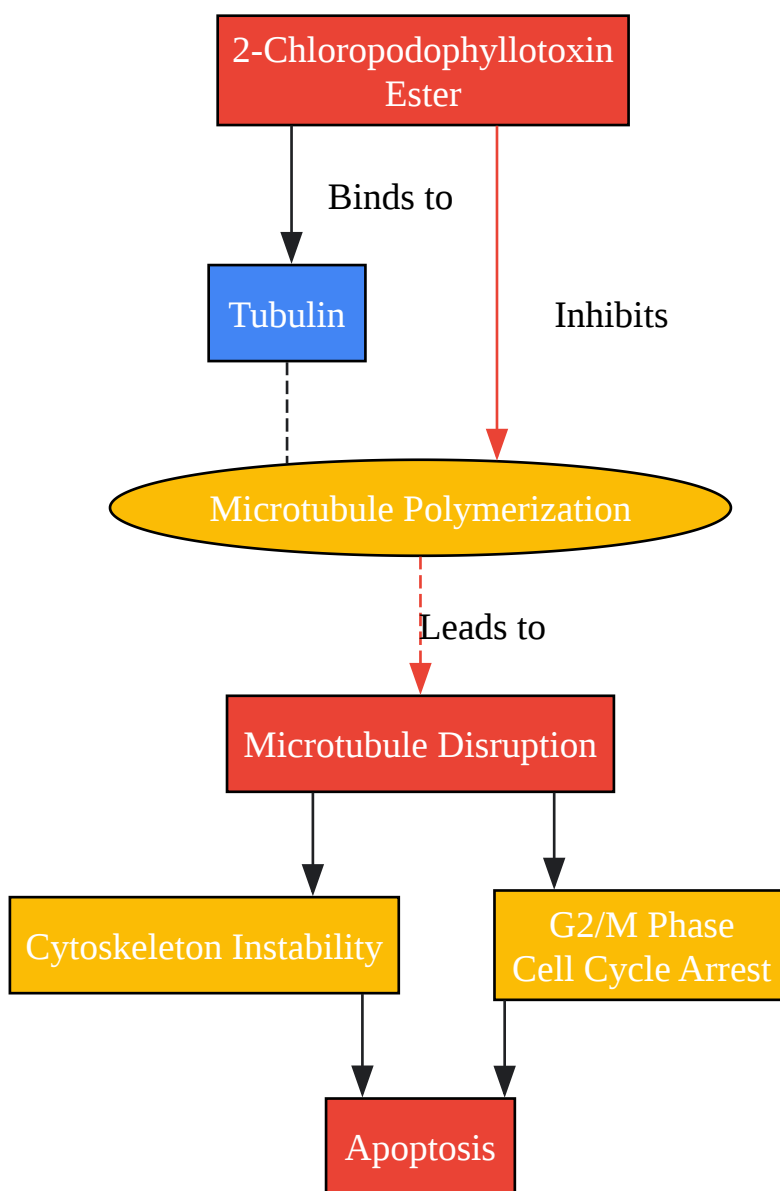 2-Chloropodophyllotoxin
Ester
Binds to
Tubulin
Inhibits
Microtubule Polymerization
Leads to
Microtubule Disruption
Cytoskeleton Instability
G2/M Phase
Cell Cycle Arrest
Apoptosis